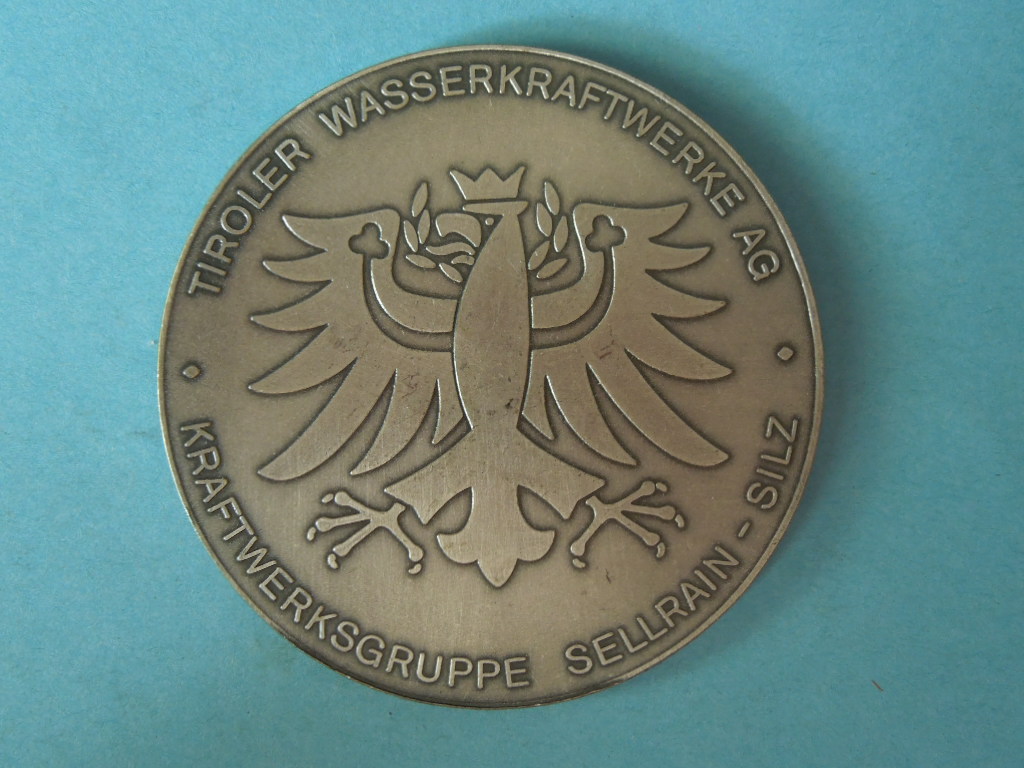 TIROLER WASSERKRAFTWERKE AG
KRAFTWERKSGRUPPE SELLRAIN - SILZ